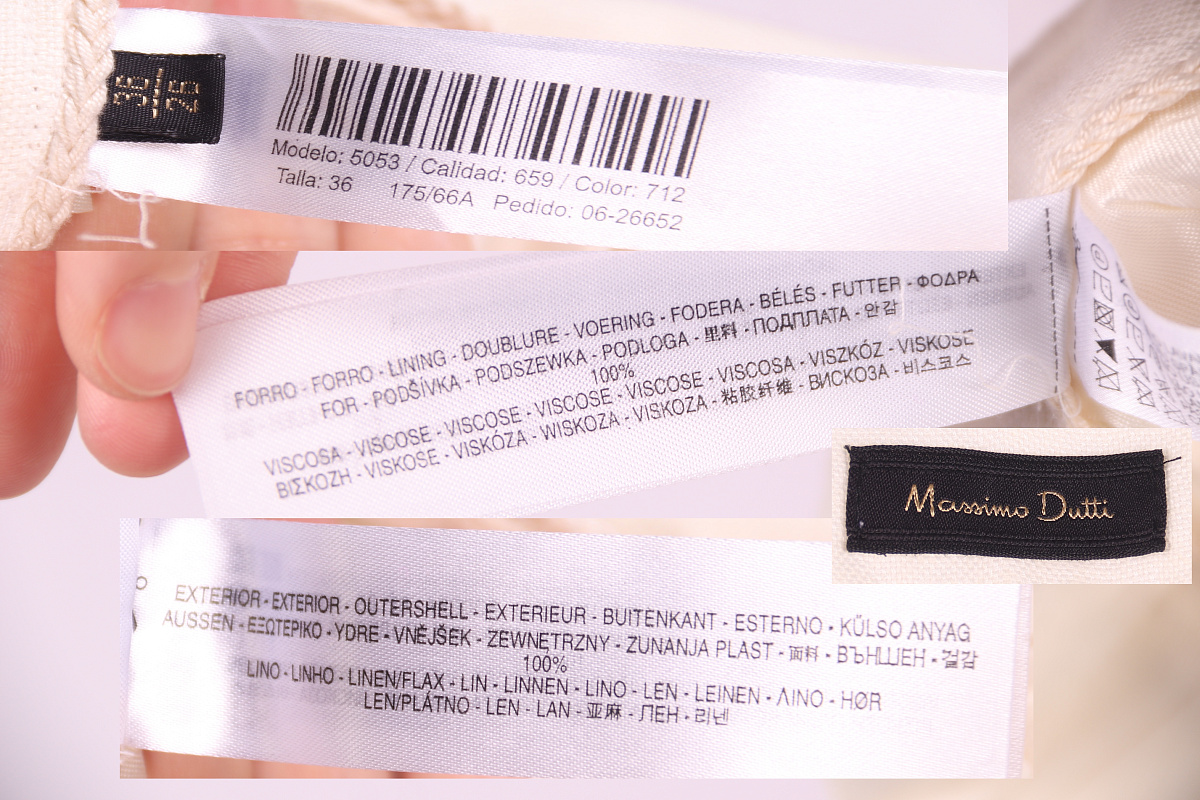 36
26
Modelo: 5053 / Calidad: 659 / Color: 712
Talla: 36 175/66A Pedido: 06-26652
FORRO - FORRO - LINING - DOUBLURE - VOERING - FODERA - BÉLÉS - FUTTER - ΦΟΔΡΑ
FOR - PODŠÍVKA - PODSZEWKA - PODLOGA - 里料 - ПОДПЛАТА - 안감
100%
VISCOSA - VISCOSE - VISCOSE - VISCOSE - VISCOSE - VISCOSA - VISZKÓZ - VISKOSE
ΒΙΣΚΟΖΗ - VISKOSE - VISKÓZA - WISKOZA - VISKOZA - 粘胶纤维 - ВИСКОЗА - 비스코스
Massimo Dutti
EXTERIOR - EXTERIOR - OUTERSHELL - EXTERIEUR - BUITENKANT - ESTERNO - KŰLSO ANYAG
AUSSEN - ΕΞΩΤΕΡΙΚΟ - YDRE - VNĚJŠEK - ZEWNĘTRZNY - ZUNANJA PLAST - 面料 - ВЪНШЕН - 겉감
100%
LINO - LINHO - LINEN/FLAX - LIN - LINNEN - LINO - LEN - LEINEN - ΛΙΝΟ - HØR
LEN/PLÁTNO - LEN - LAN - 亚麻 - ЛЕН - 리넨